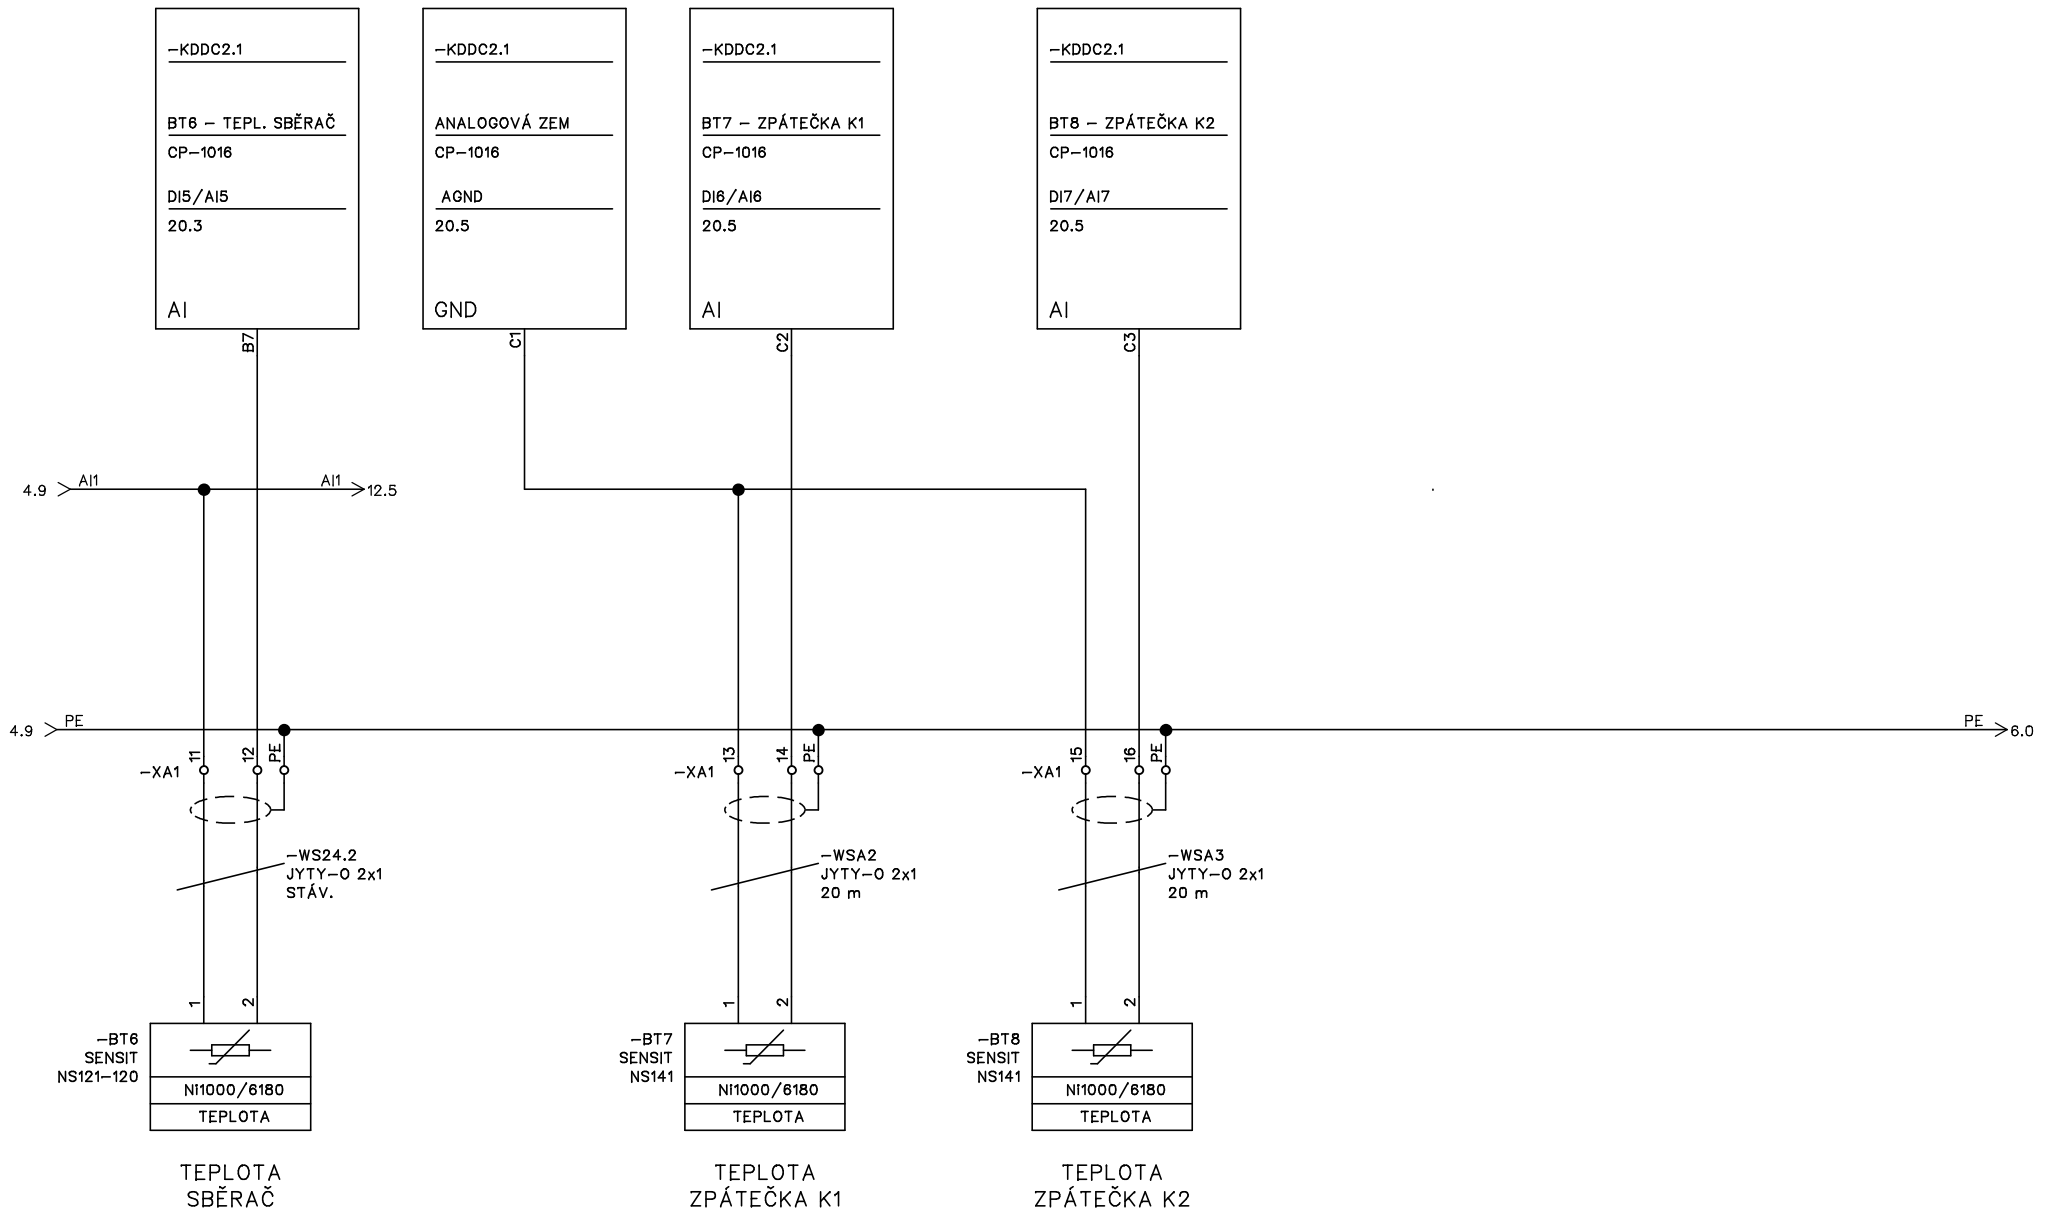 -KDDC2.1
BT6 - TEPL. SBĚRAČ
CP-1016
DI5/AI5
20.3
AI
B7
-KDDC2.1
ANALOGOVÁ ZEM
CP-1016
AGND
20.5
GND
C1
-KDDC2.1
BT7 - ZPÁTEČKA K1
CP-1016
DI6/AI6
20.5
AI
C2
-KDDC2.1
BT8 - ZPÁTEČKA K2
CP-1016
DI7/AI7
20.5
AI
C3
4.9
AI1
AI1
12.5
4.9
PE
PE
6.0
-XA1
11
12
PE
-WS24.2
JYTY-O 2x1
STÁV.
1
2
-BT6
SENSIT
NS121-120
Ni1000/6180
TEPLOTA
TEPLOTA
SBĚRAČ
-XA1
13
14
PE
-WSA2
JYTY-O 2x1
20 m
1
2
-BT7
SENSIT
NS141
Ni1000/6180
TEPLOTA
TEPLOTA
ZPÁTEČKA K1
-XA1
15
16
PE
-WSA3
JYTY-O 2x1
20 m
1
2
-BT8
SENSIT
NS141
Ni1000/6180
TEPLOTA
TEPLOTA
ZPÁTEČKA K2